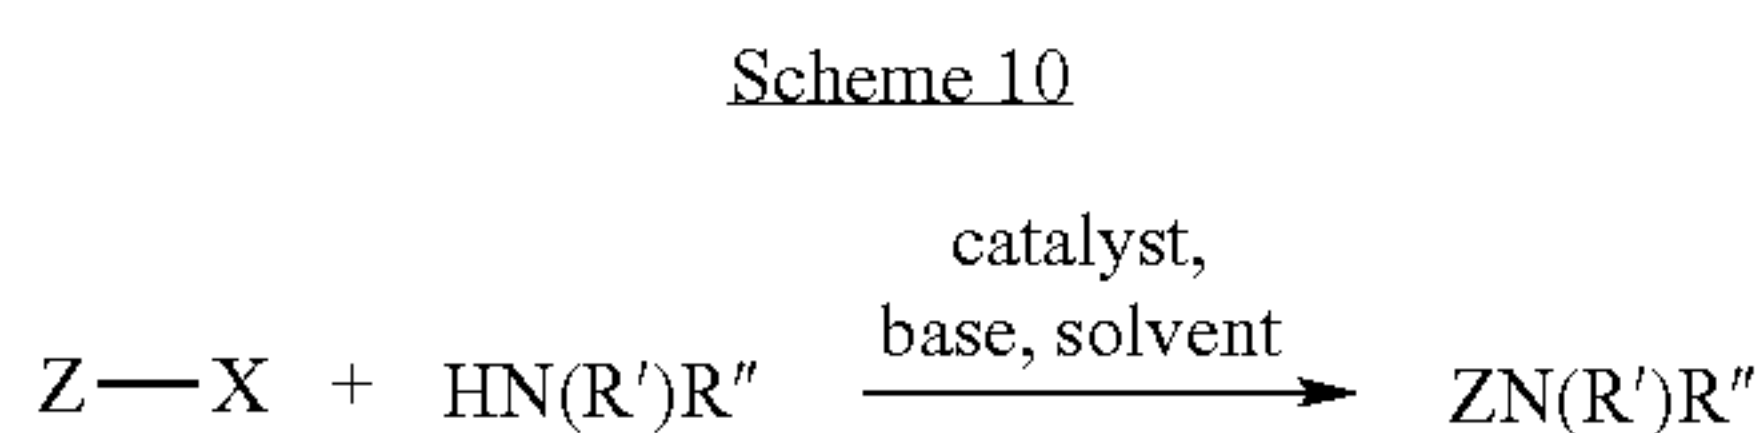 Scheme 10
catalyst,
base, solvent
Z—X + HN(R′)R″ ZN(R′)R″